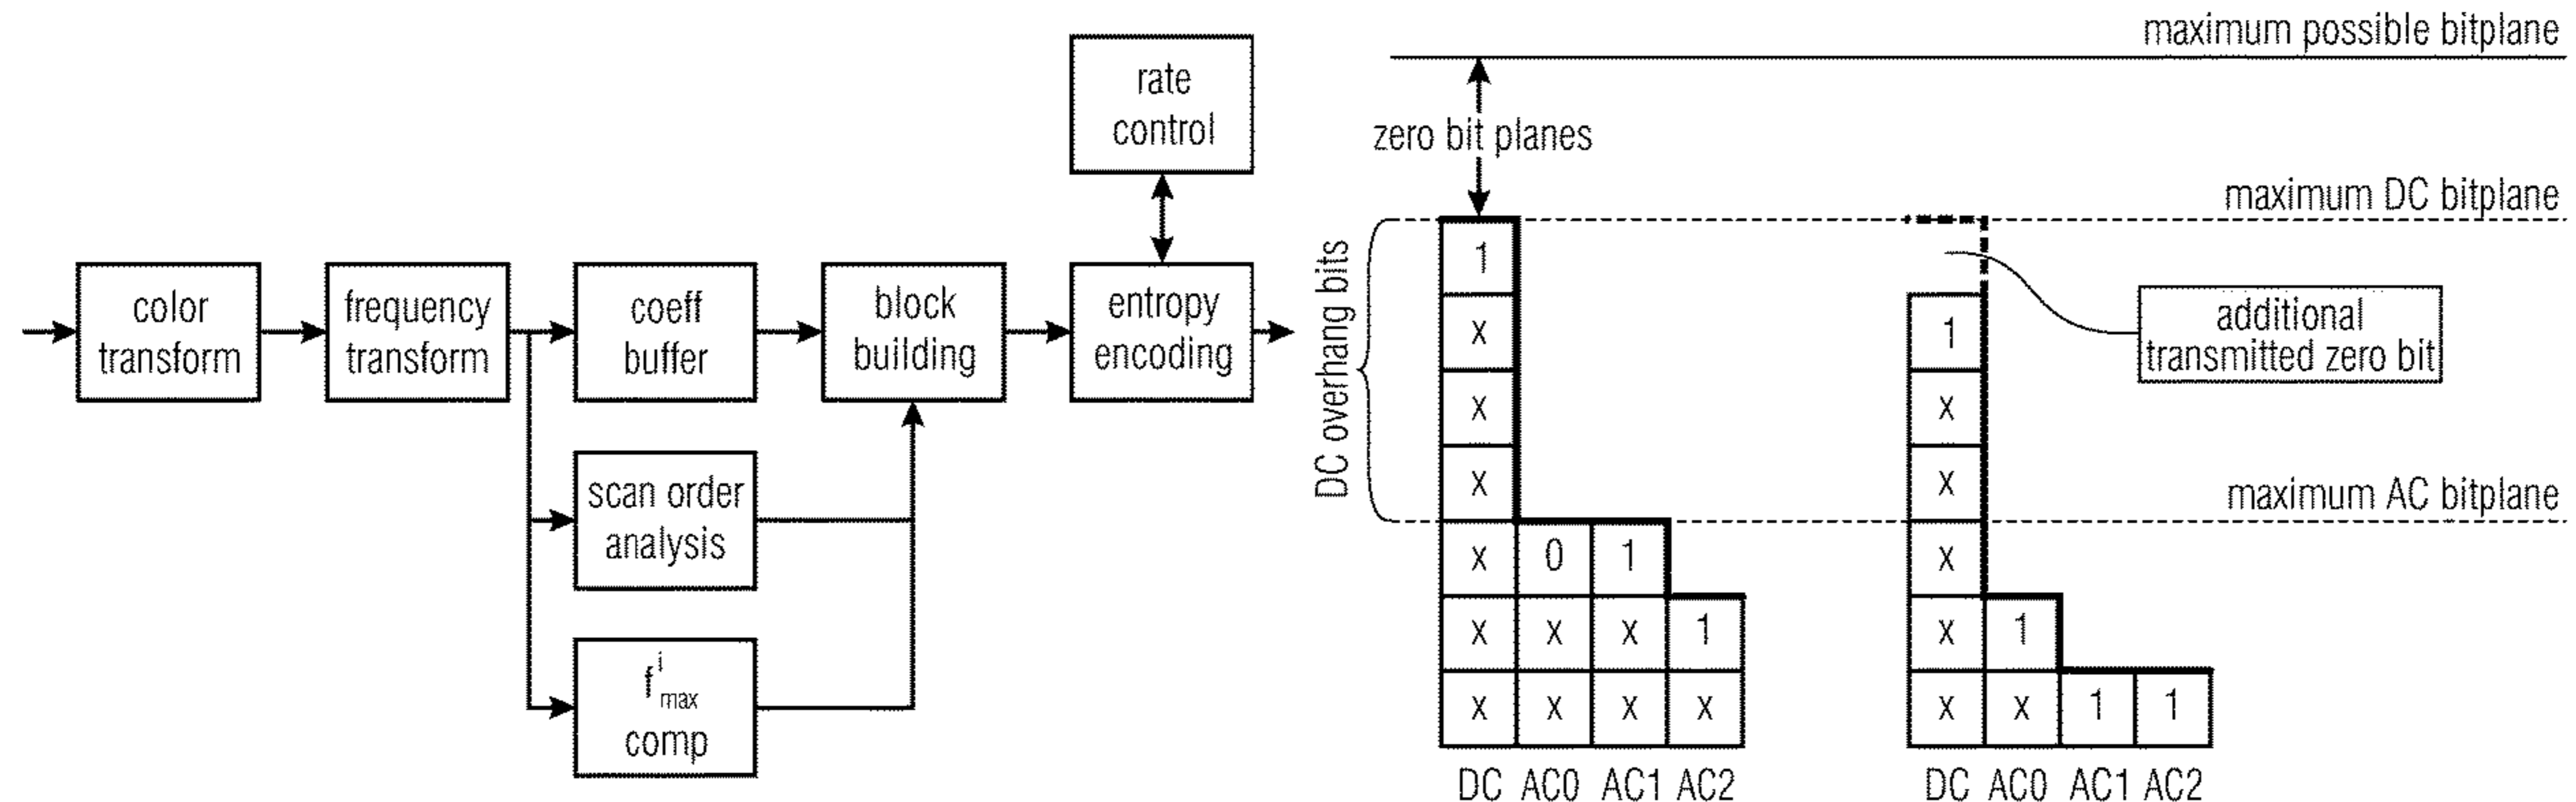 color
transform
frequency
transform
coeff
buffer
block
building
entropy
encoding
rate
control
scan order
analysis
f i max
comp
maximum possible bitplane
zero bit planes
maximum DC bitplane
DC overhang bits
additional
transmitted zero bit
maximum AC bitplane
1
x
x
x
x 0 1
x x x 1
x x x x
DC AC0 AC1 AC2
1
x
x
x
x 1
x x 1 1
DC AC0 AC1 AC2